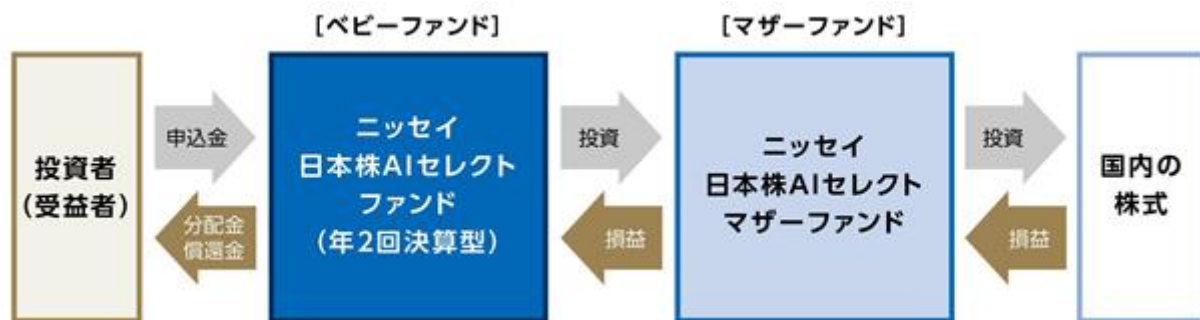 [ベビーファンド]
[マザーファンド]
投資者
(受益者)
申込金
分配金
償還金
ニッセイ
日本株AIセレクト
ファンド
(年2回決算型)
投資
損益
ニッセイ
日本株AIセレクト
マザーファンド
投資
損益
国内の
株式